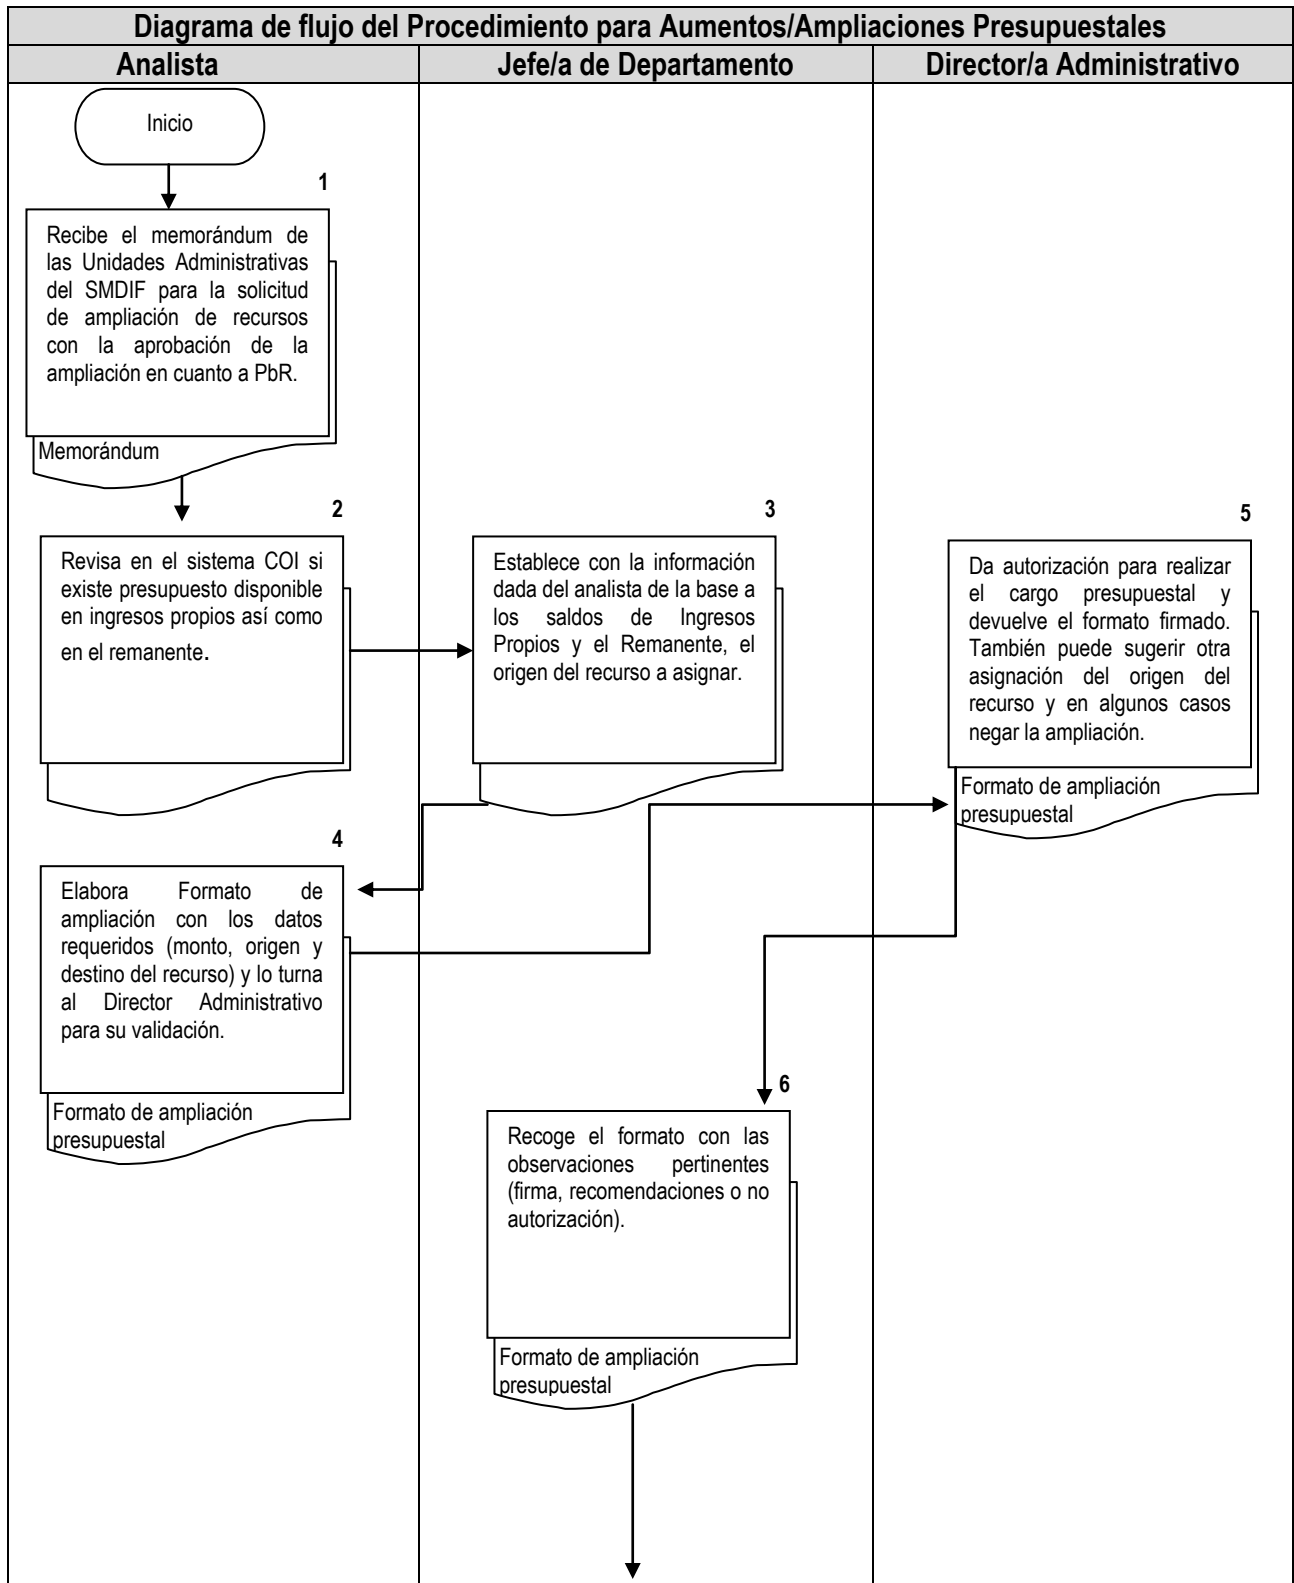 Diagrama de flujo del Procedimiento para Aumentos/Ampliaciones Presupuestales
Analista
Jefe/a de Departamento
Director/a Administrativo
Inicio
1
Recibe el memorándum de
las Unidades Administrativas
del SMDIF para la solicitud
de ampliación de recursos
con la aprobación de la
ampliación en cuanto a PbR.
Memorándum
2
Revisa en el sistema COI si
existe presupuesto disponible
en ingresos propios así como
en el remanente.
3
Establece con la información
dada del analista de la base a
los saldos de Ingresos
Propios y el Remanente, el
origen del recurso a asignar.
5
Da autorización para realizar
el cargo presupuestal y
devuelve el formato firmado.
También puede sugerir otra
asignación del origen del
recurso y en algunos casos
negar la ampliación.
Formato de ampliación
presupuestal
4
Elabora Formato de
ampliación con los datos
requeridos (monto, origen y
destino del recurso) y lo turna
al Director Administrativo
para su validación.
Formato de ampliación
presupuestal
6
Recoge el formato con las
observaciones pertinentes
(firma, recomendaciones o no
autorización).
Formato de ampliación
presupuestal